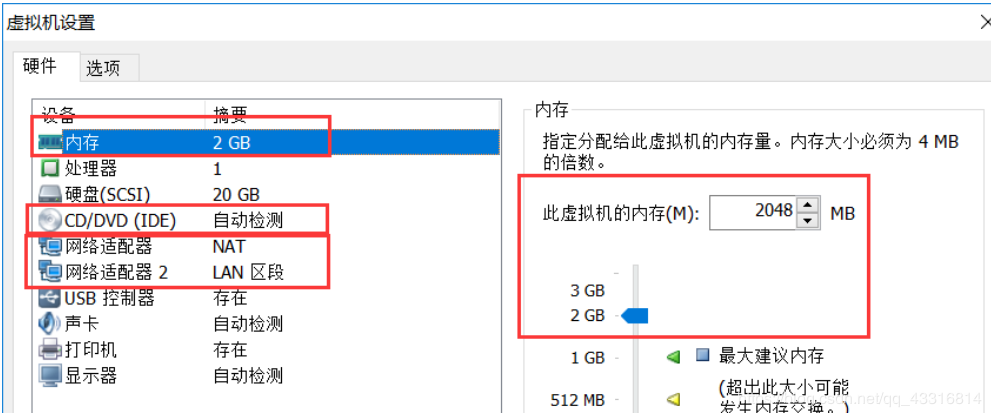 虚拟机设置
硬件 选项
设备 摘要
内存 2 GB
处理器 1
硬盘(SCSI) 20 GB
CD/DVD (IDE) 自动检测
网络适配器 NAT
网络适配器 2 LAN 区段
USB 控制器 存在
声卡 自动检测
打印机 存在
显示器 自动检测
内存
指定分配给此虚拟机的内存量。内存大小必须为 4 MB
的倍数。
此虚拟机的内存(M): 2048 MB
3 GB
2 GB
1 GB 最大建议内存
(超出此大小可能
512 MB 发生内存交换。)
csdn.net/qq_43316814